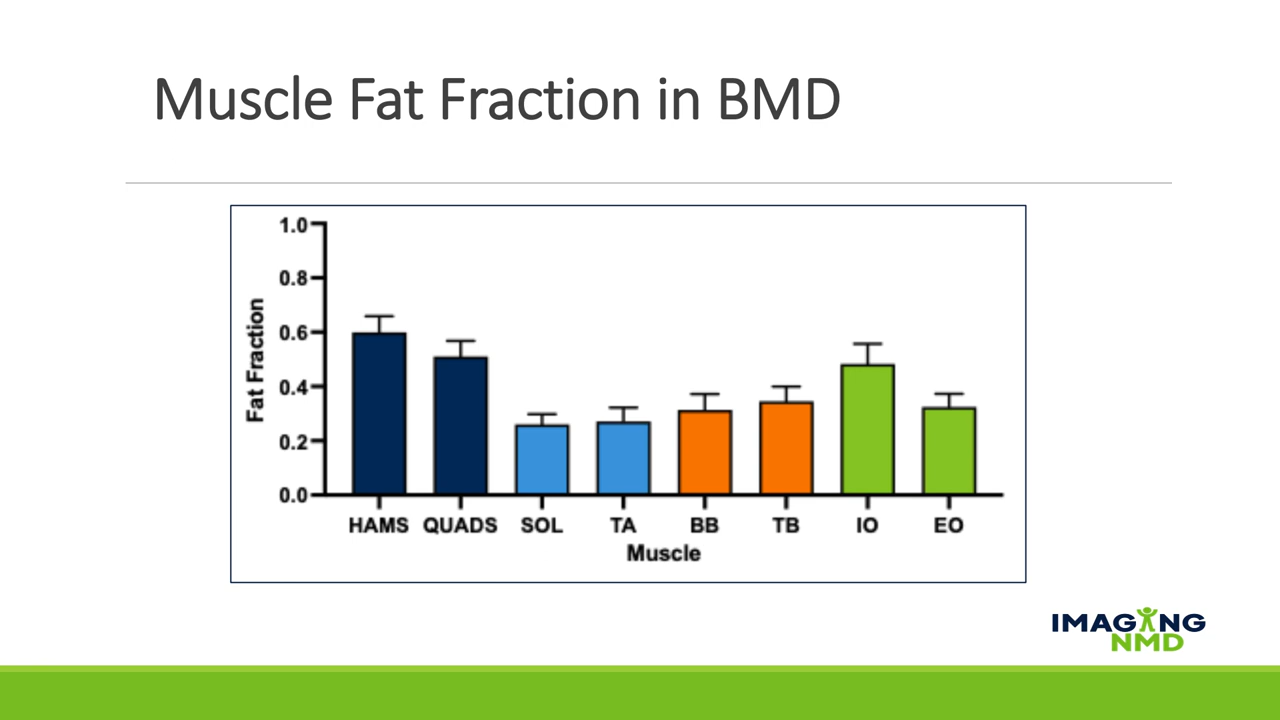 Muscle Fat Fraction in BMD
1.0
0.8
0.6
0.4
0.2
0.0
Fat Fraction
HAMS QUADS SOL TA BB TB IO EO
Muscle
IMAGING
NMD